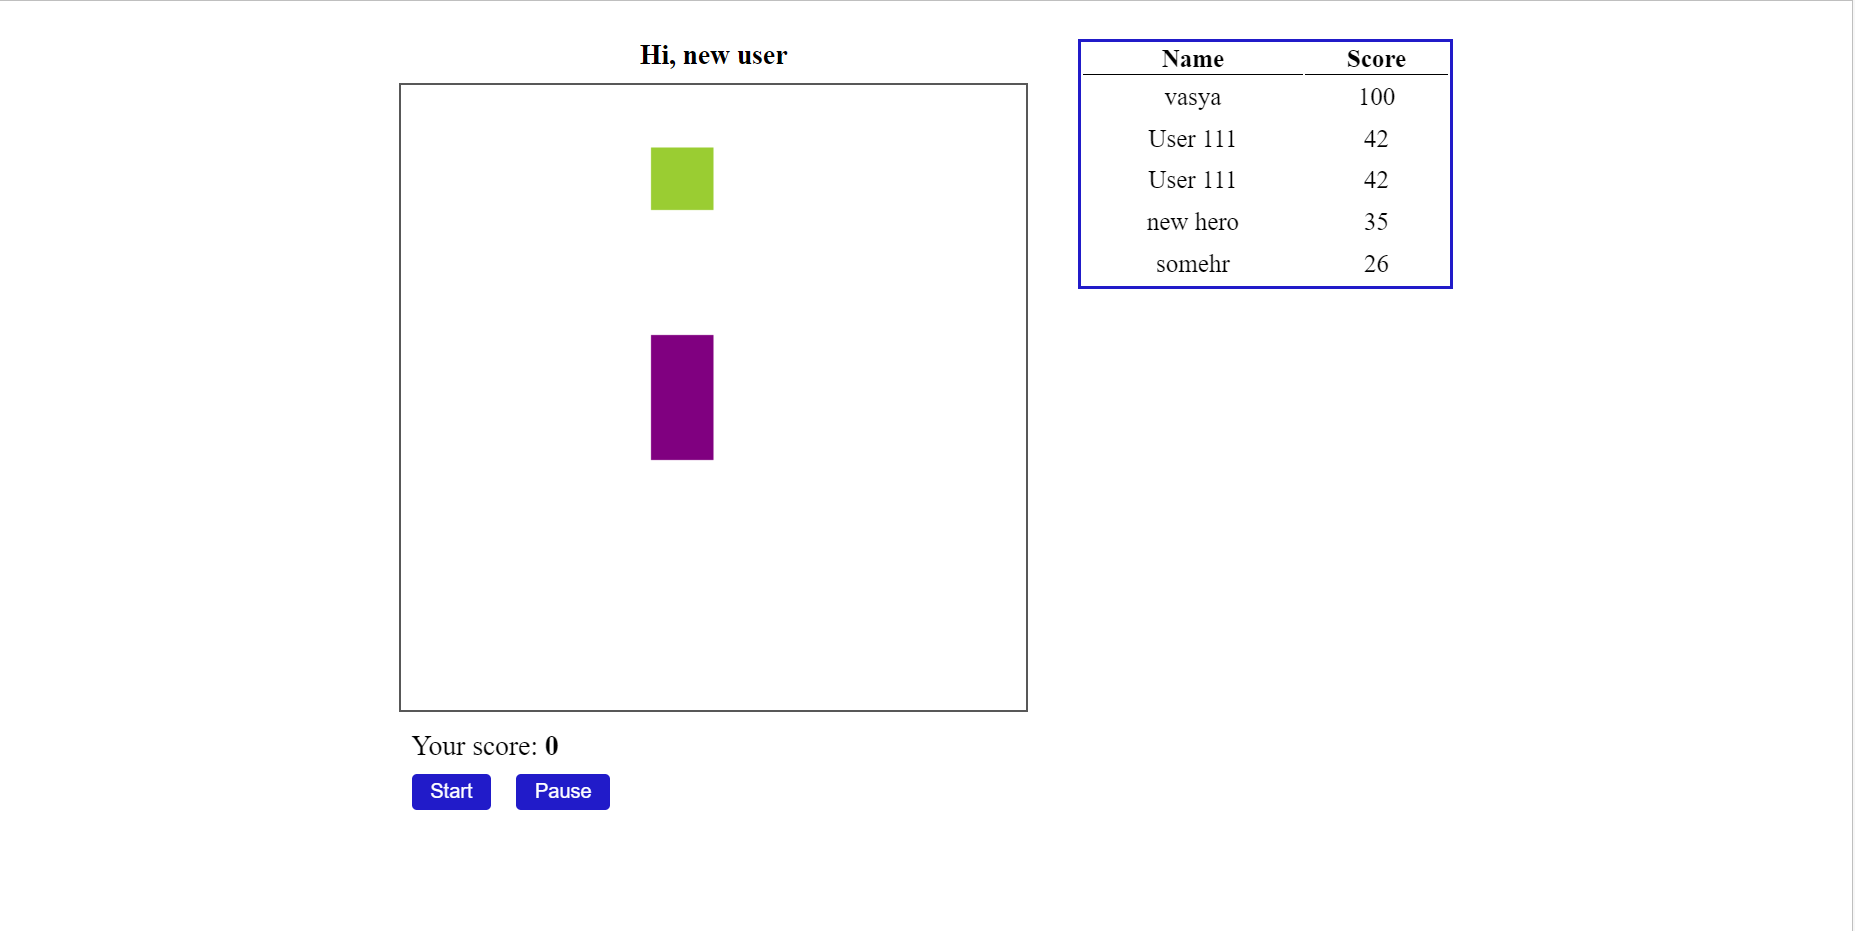 Hi, new user
Name Score
vasya 100
User 111 42
User 111 42
new hero 35
somehr 26
Your score: 0
Start Pause